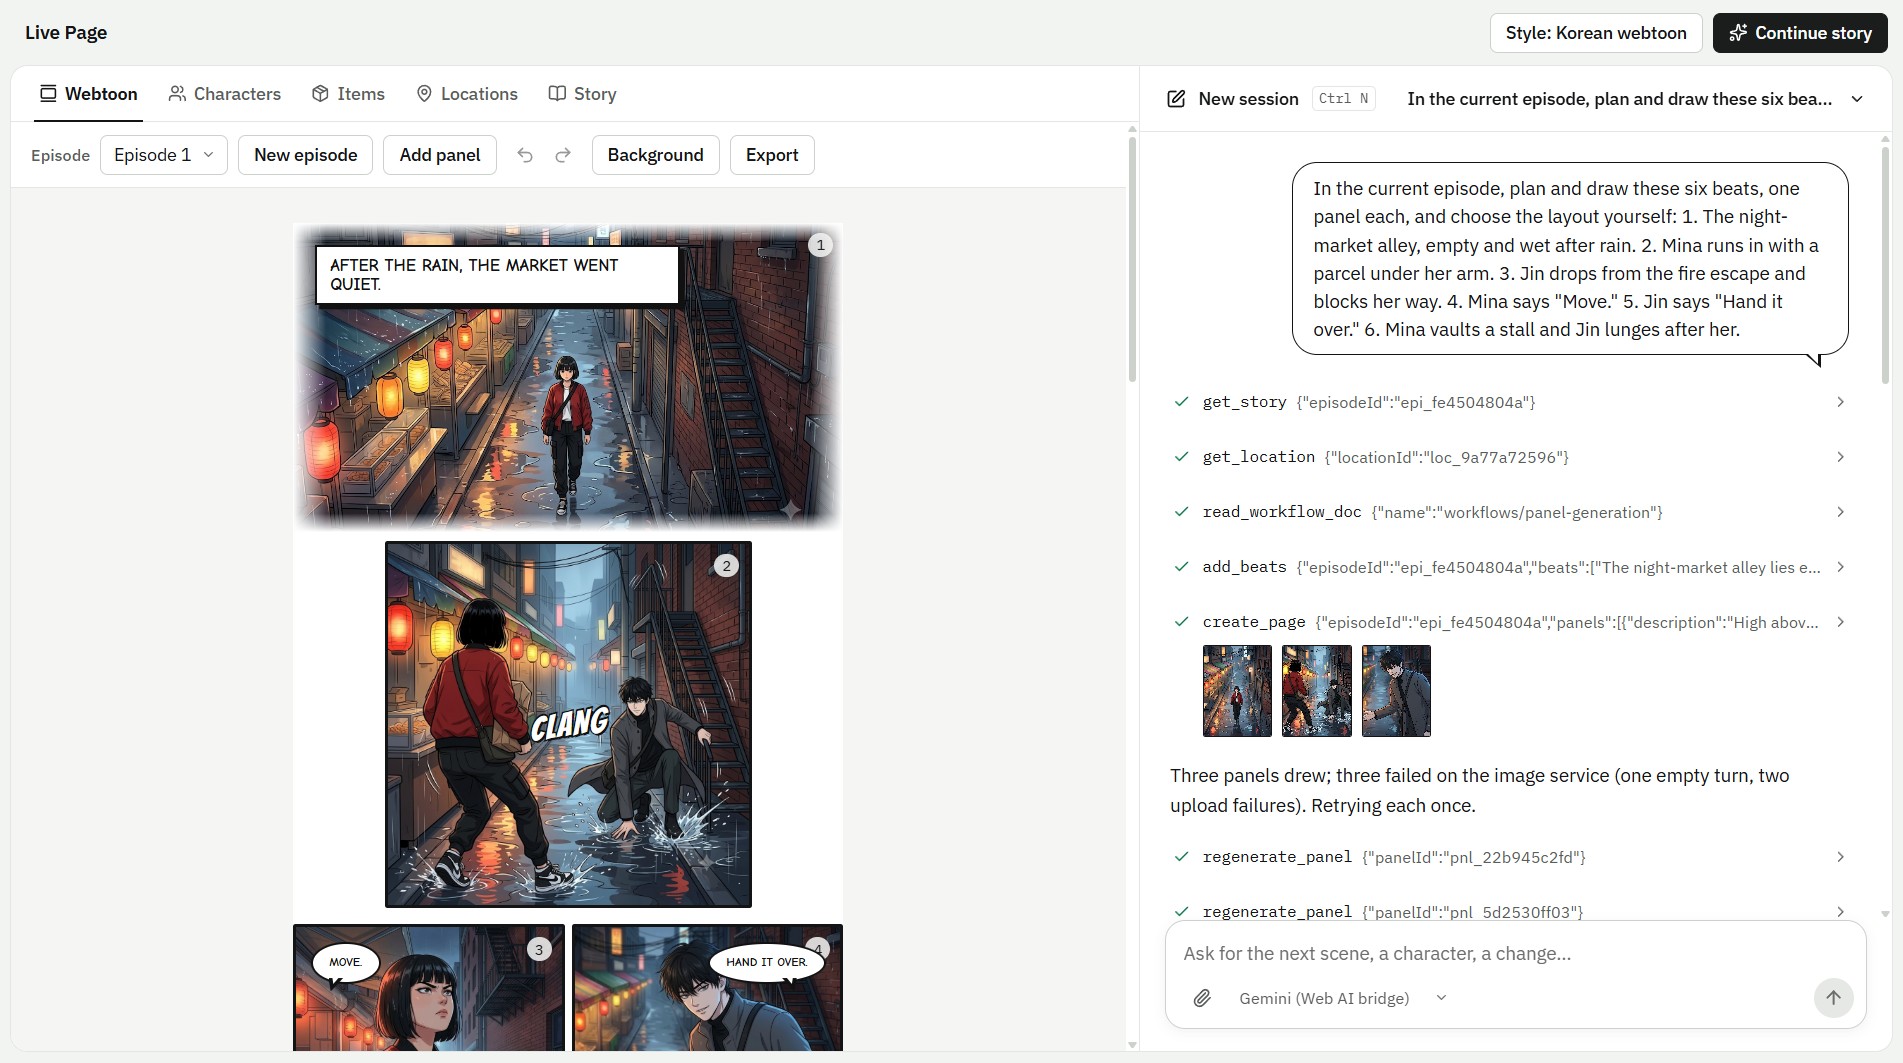 Live Page
Style: Korean webtoon
Continue story
Webtoon
Characters
Items
Locations
Story
Episode
Episode 1
New episode
Add panel
Background
Export
1
AFTER THE RAIN, THE MARKET WENT
QUIET.
2
CLANG
3
MOVE.
4
HAND IT OVER.
New session
Ctrl N
In the current episode, plan and draw these six bea...
In the current episode, plan and draw these six beats, one
panel each, and choose the layout yourself: 1. The night-
market alley, empty and wet after rain. 2. Mina runs in with a
parcel under her arm. 3. Jin drops from the fire escape and
blocks her way. 4. Mina says "Move." 5. Jin says "Hand it
over." 6. Mina vaults a stall and Jin lunges after her.
get_story {"episodeId":"epi_fe4504804a"}
get_location {"locationId":"loc_9a77a72596"}
read_workflow_doc {"name":"workflows/panel-generation"}
add_beats {"episodeId":"epi_fe4504804a","beats":["The night-market alley lies e...
create_page {"episodeId":"epi_fe4504804a","panels":[{"description":"High abov...
Three panels drew; three failed on the image service (one empty turn, two
upload failures). Retrying each once.
regenerate_panel {"panelId":"pnl_22b945c2fd"}
regenerate_panel {"panelId":"pnl_5d2530ff03"}
Ask for the next scene, a character, a change...
Gemini (Web AI bridge)